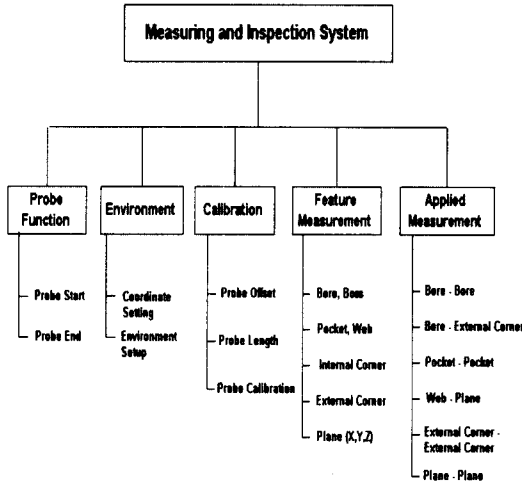 Measuring and Inspection System
Probe
Function
Environment
Calibration
Feature
Measurement
Applied
Measurement
Probe Start
Probe End
Coordinate
Setting
Environment
Setup
Probe Offset
Probe Length
Probe Calibration
Bore, Boss
Pocket, Web
Internal Corner
External Corner
Plane (X,Y,Z)
Bore - Bore
Bore - External Corner
Pocket - Pocket
Web - Plane
External Corner -
External Corner
Plane - Plane